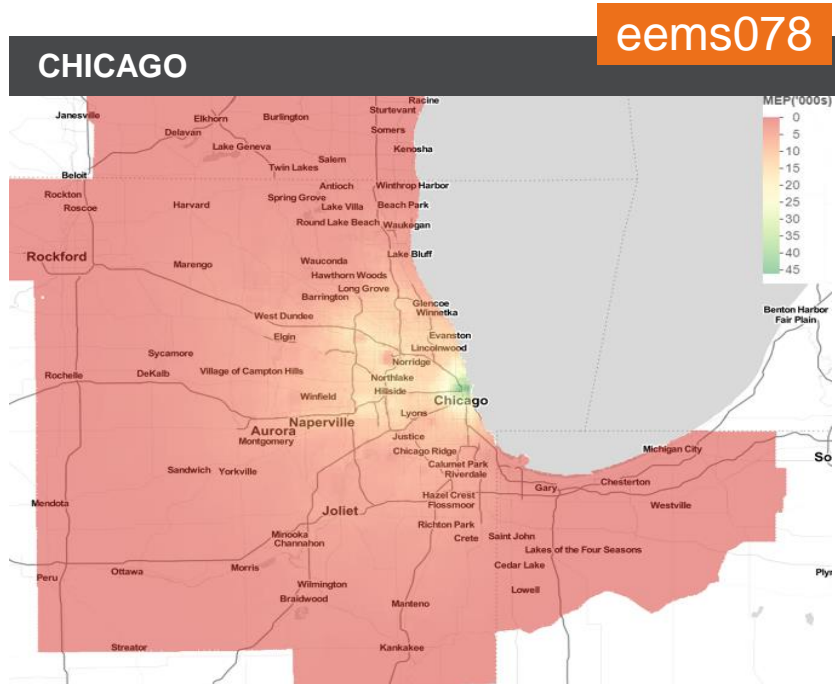 eems078
CHICAGO
MEP('000s)
0
5
10
15
20
25
30
35
40
45
Racine
Janesville
Elkhorn
Burlington
Sturtevant
Delavan
Somers
Lake Geneva
Kenosha
Salem
Twin Lakes
Beloit
Antioch
Winthrop Harbor
Rockton
Spring Grove
Roscoe
Harvard
Lake Villa
Beach Park
Round Lake Beach
Waukegan
Lake Bluff
Rockford
Wauconda
Marengo
Hawthorn Woods
Long Grove
Barrington
Glencoe
Winnetka
Benton Harbor
Fair Plain
West Dundee
Evanston
Elgin
Lincolnwood
Sycamore
Norridge
Rochelle
DeKalb
Village of Campton Hills
Northlake
Hillside
Winfield
Chicago
Lyons
Naperville
Aurora
Montgomery
Justice
Chicago Ridge
Michigan City
So
Calumet Park
Riverdale
Sandwich
Yorkville
Chesterton
Gary
Hazel Crest
Flossmoor
Westville
Mendota
Joliet
Richton Park
Minooka
Channahon
Crete
Saint John
Lakes of the Four Seasons
Cedar Lake
Peru
Ottawa
Morris
Plyr
Wilmington
Braidwood
Lowell
Manteno
Streator
Kankakee